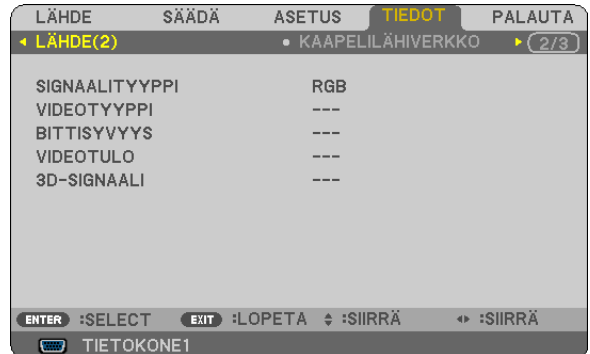 LÄHDE SÄÄDÄ ASETUS TIEDOT PALAUTA
LÄHDE(2) • KAAPELILÄHIVERKKO 2/3
SIGNAALITYYPPI RGB
VIDEOTYYPPI ---
BITTISYVYYS ---
VIDEOTULO ---
3D-SIGNAALI ---
ENTER :SELECT EXIT :LOPETA :SIIRRÄ :SIIRRÄ
TIETOKONE1